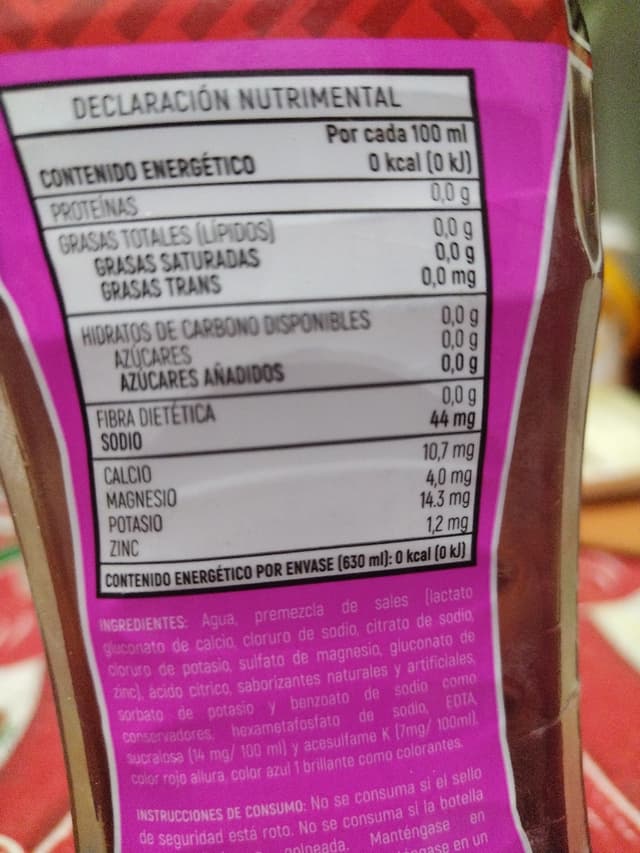 DECLARACIÓN NUTRIMENTAL
Por cada 100 ml
CONTENIDO ENERGÉTICO 0 kcal (0 kJ)
PROTEÍNAS 0,0 g
GRASAS TOTALES (LÍPIDOS) 0,0 g
GRASAS SATURADAS 0,0 g
GRASAS TRANS 0,0 mg
HIDRATOS DE CARBONO DISPONIBLES 0,0 g
AZÚCARES 0,0 g
AZÚCARES AÑADIDOS 0,0 g
FIBRA DIETÉTICA 0,0 g
SODIO 44 mg
CALCIO 10,7 mg
MAGNESIO 4,0 mg
POTASIO 14.3 mg
ZINC 1,2 mg
CONTENIDO ENERGÉTICO POR ENVASE (630 ml): 0 kcal (0 kJ)
INGREDIENTES: Agua, premezcla de sales (lactato
gluconato de calcio, cloruro de sodio, citrato de sodio,
cloruro de potasio, sulfato de magnesio, gluconato de
zinc), ácido cítrico, saborizantes naturales y artificiales,
sorbato de potasio y benzoato de sodio como
conservadores, hexametafosfato de sodio, EDTA,
sucralosa (14 mg/ 100 ml) y acesulfame K (7mg/ 100ml),
color rojo allura, color azul 1 brillante como colorantes.
INSTRUCCIONES DE CONSUMO: No se consuma si el sello
de seguridad está roto. No se consuma si la botella
golpeada. Manténgase en
en un